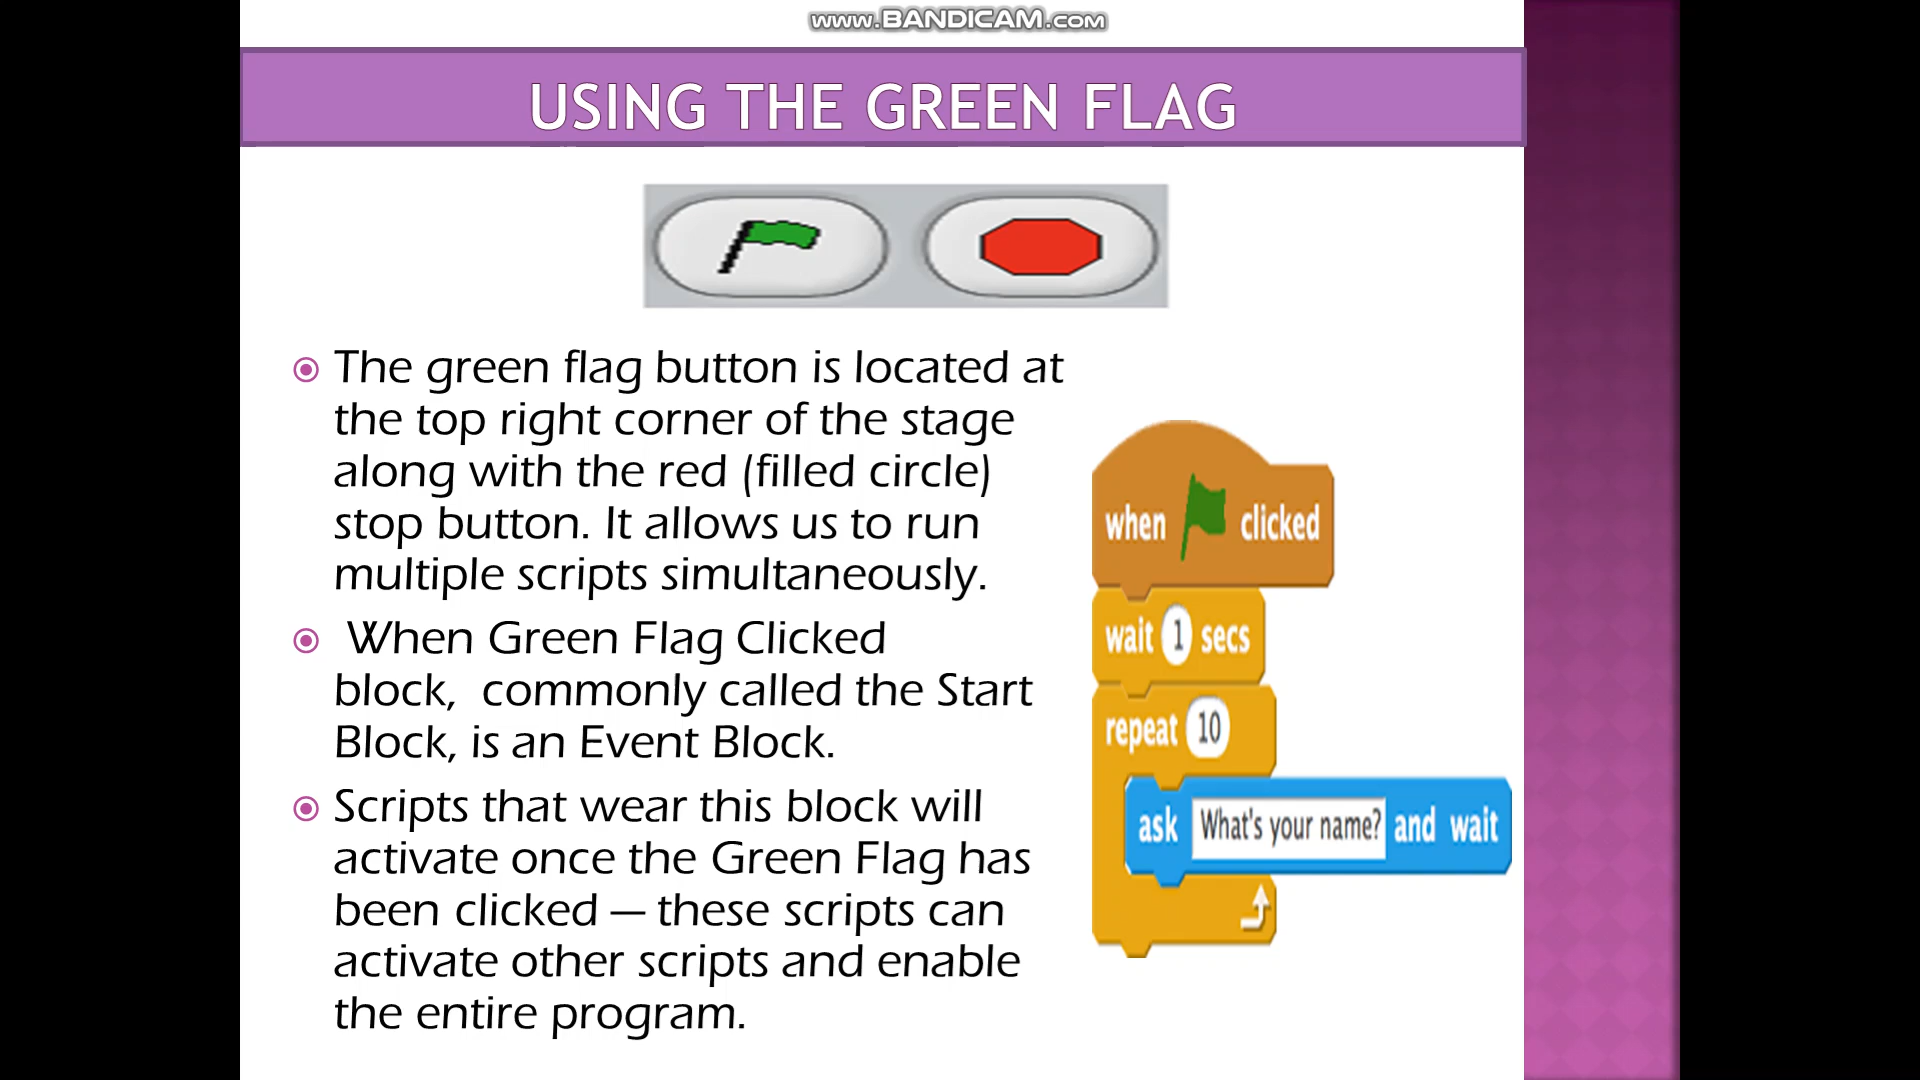 www.BANDICAM.com
USING THE GREEN FLAG
The green flag button is located at
the top right corner of the stage
along with the red (filled circle)
stop button. It allows us to run
multiple scripts simultaneously.
When Green Flag Clicked
block,  commonly called the Start
Block, is an Event Block.
Scripts that wear this block will
activate once the Green Flag has
been clicked — these scripts can
activate other scripts and enable
the entire program.
when clicked
wait 1 secs
repeat 10
ask What's your name? and wait